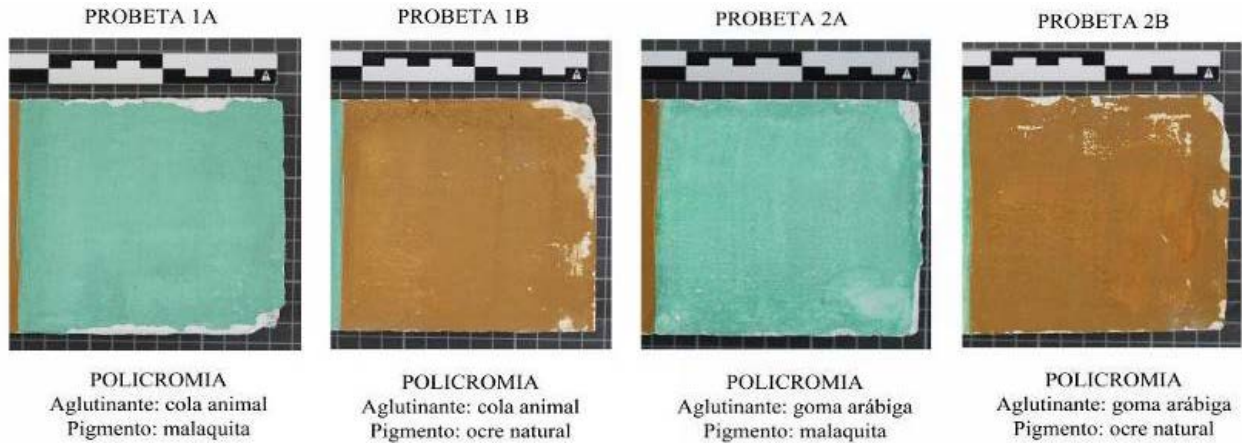 PROBETA 1A
PROBETA 1B
PROBETA 2A
PROBETA 2B
POLICROMIA
Aglutinante: cola animal
Pigmento: malaquita
POLICROMIA
Aglutinante: cola animal
Pigmento: ocre natural
POLICROMIA
Aglutinante: goma arábiga
Pigmento: malaquita
POLICROMIA
Aglutinante: goma arábiga
Pigmento: ocre natural